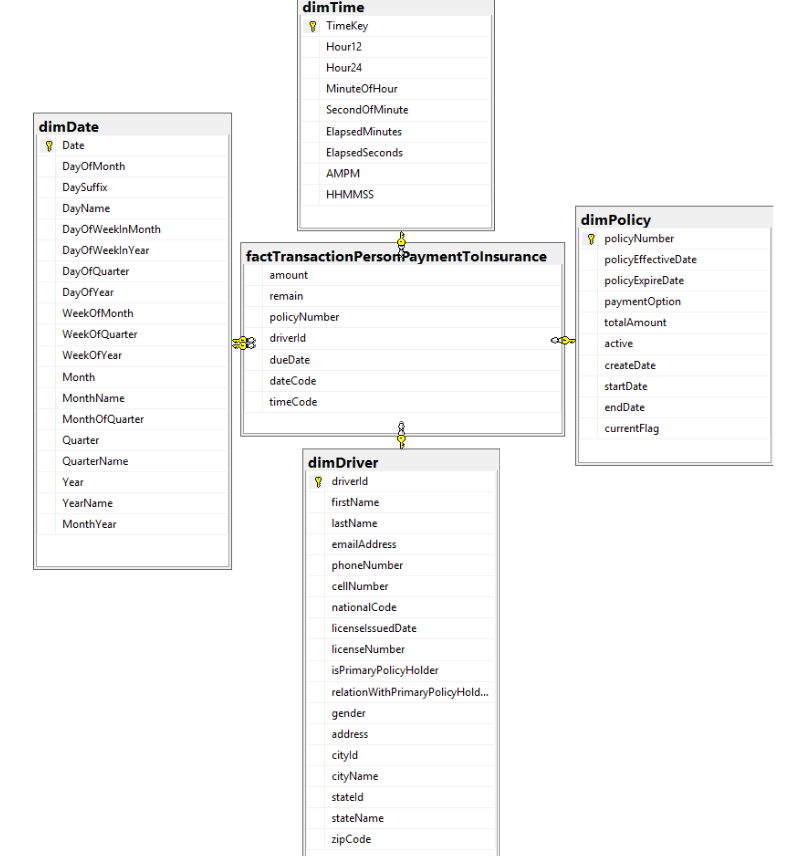 dimTime
TimeKey
Hour12
Hour24
MinuteOfHour
SecondOfMinute
ElapsedMinutes
ElapsedSeconds
AMPM
HHMMSS
dimDate
Date
DayOfMonth
DaySuffix
DayName
DayOfWeekInMonth
DayOfWeekInYear
DayOfQuarter
DayOfYear
WeekOfMonth
WeekOfQuarter
WeekOfYear
Month
MonthName
MonthOfQuarter
Quarter
QuarterName
Year
YearName
MonthYear
factTransactionPersonPaymentToInsurance
amount
remain
policyNumber
driverId
dueDate
dateCode
timeCode
dimPolicy
policyNumber
policyEffectiveDate
policyExpireDate
paymentOption
totalAmount
active
createDate
startDate
endDate
currentFlag
dimDriver
driverId
firstName
lastName
emailAddress
phoneNumber
cellNumber
nationalCode
licenseIssuedDate
licenseNumber
isPrimaryPolicyHolder
relationWithPrimaryPolicyHold...
gender
address
cityId
cityName
stateId
stateName
zipCode